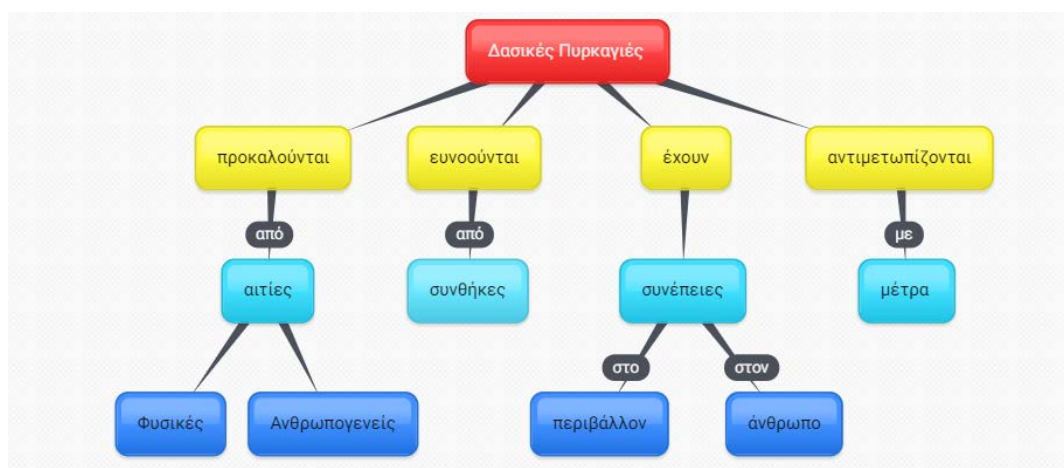 Δασικές Πυρκαγιές
προκαλούνται
ευνοούνται
έχουν
αντιμετωπίζονται
από
από
με
αιτίες
συνθήκες
συνέπειες
μέτρα
στο
στον
Φυσικές
Ανθρωπογενείς
περιβάλλον
άνθρωπο